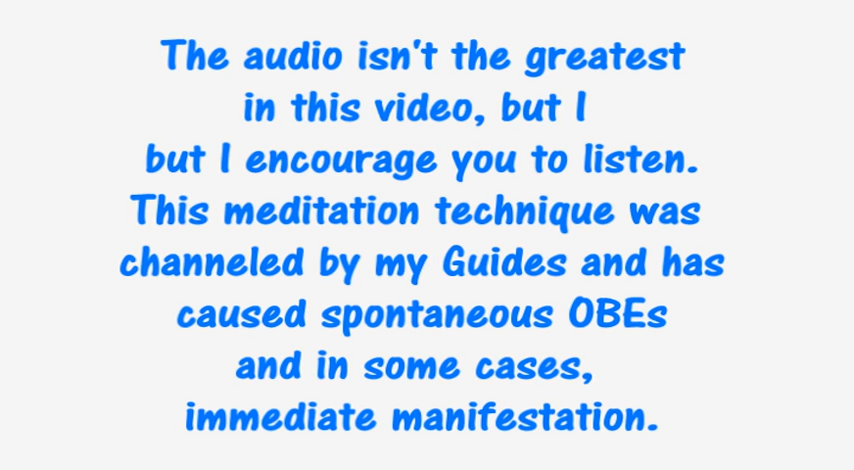 The audio isn't the greatest
in this video, but I
but I encourage you to listen.
This meditation technique was
channeled by my Guides and has
caused spontaneous OBEs
and in some cases,
immediate manifestation.